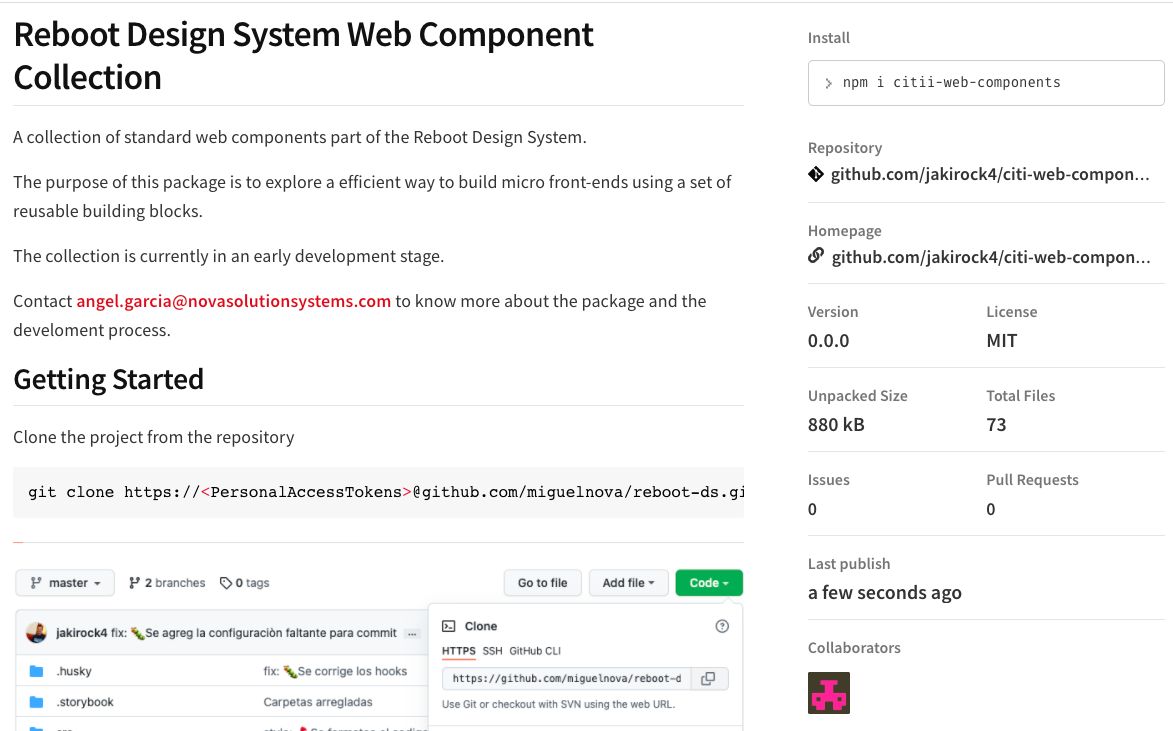 Reboot Design System Web Component
Collection
A collection of standard web components part of the Reboot Design System.
The purpose of this package is to explore a efficient way to build micro front-ends using a set of
reusable building blocks.
The collection is currently in an early development stage.
Contact angel.garcia@novasolutionsystems.com to know more about the package and the
develoment process.
Getting Started
Clone the project from the repository
git clone https://<PersonalAccessTokens>@github.com/miguelnova/reboot-ds.gi
master
2 branches
0 tags
Go to file
Add file
Code
jakirock4 fix: 🐛Se agreg la configuraciòn faltante para commit ...
.husky
fix: 🐛Se corrige los hooks
.storybook
Carpetas arregladas
Clone
HTTPS SSH GitHub CLI
https://github.com/miguelnova/reboot-d
Use Git or checkout with SVN using the web URL.
Install
> npm i citii-web-components
Repository
github.com/jakirock4/citi-web-compon...
Homepage
github.com/jakirock4/citi-web-compon...
Version
0.0.0
License
MIT
Unpacked Size
880 kB
Total Files
73
Issues
0
Pull Requests
0
Last publish
a few seconds ago
Collaborators